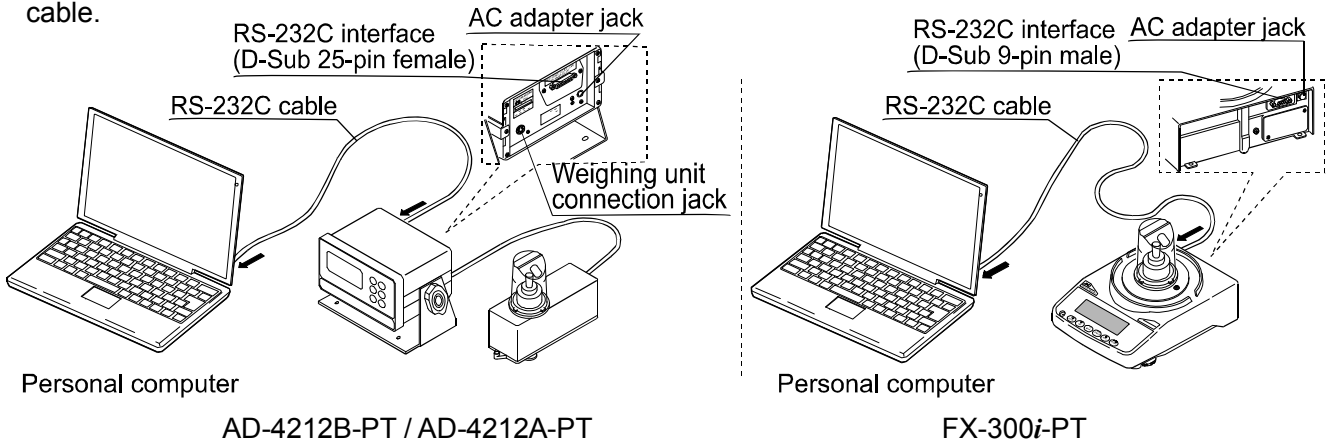 cable.
RS-232C interface
(D-Sub 25-pin female)
AC adapter jack
RS-232C cable
Weighing unit
connection jack
Personal computer
AD-4212B-PT / AD-4212A-PT
RS-232C interface
(D-Sub 9-pin male)
AC adapter jack
RS-232C cable
Personal computer
FX-300i-PT